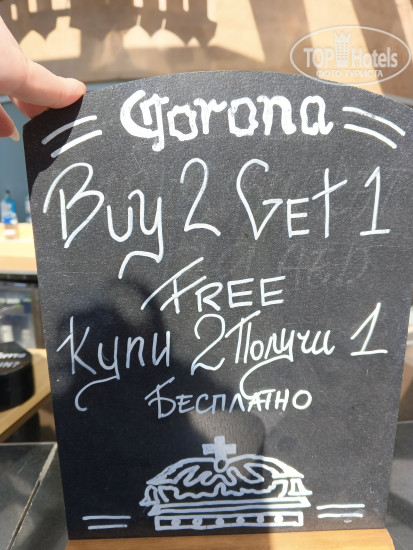 TOP Hotels
ФОТО ТУРИСТА
Corona
Buy 2 Get 1
FREE
Купи 2 Получи 1
БЕСПЛАТНО